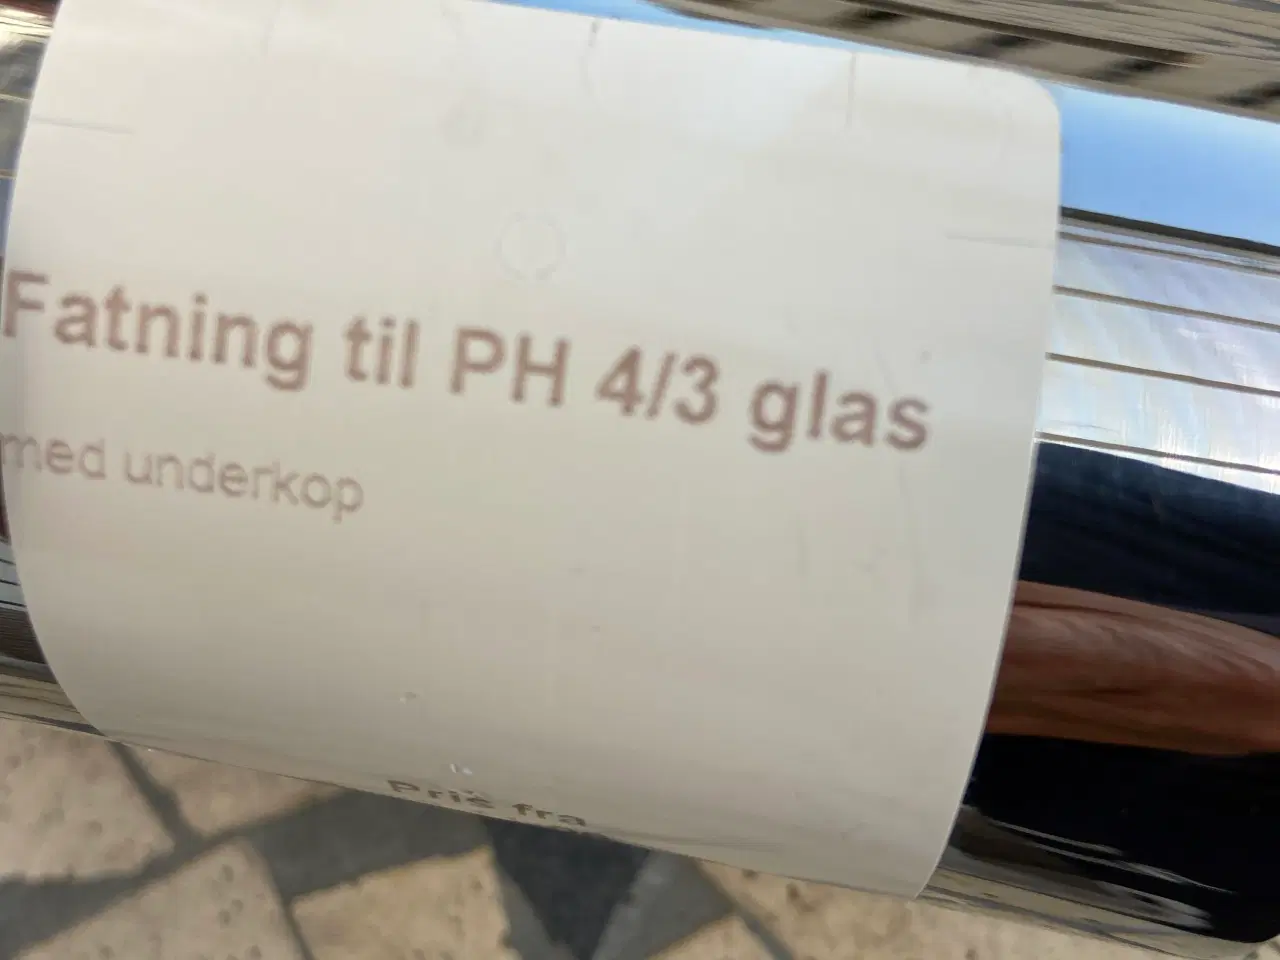 Fatning til PH 4/3 glas
med underkop
Pris fra